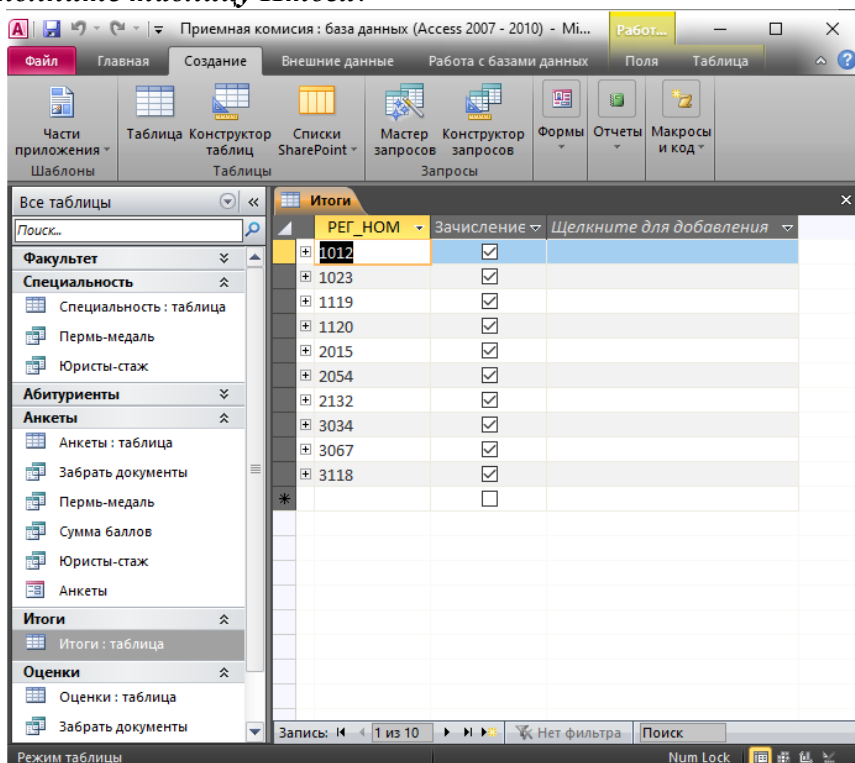 Приемная комисия : база данных (Access 2007 - 2010) - Mi...
Работ...
Файл Главная Создание Внешние данные Работа с базами данных Поля Таблица
Части приложения
Таблица
Конструктор таблиц
Списки SharePoint
Мастер запросов
Конструктор запросов
Формы
Отчеты
Макросы и код
Шаблоны Таблицы Запросы
Все таблицы
Поиск...
Факультет
Специальность
Специальность : таблица
Пермь-медаль
Юристы-стаж
Абитуриенты
Анкеты
Анкеты : таблица
Забрать документы
Пермь-медаль
Сумма баллов
Юристы-стаж
Анкеты
Итоги
Итоги : таблица
Оценки
Оценки : таблица
Забрать документы
Итоги
РЕГ_НОМ Зачисление Щелкните для добавления
1012
1023
1119
1120
2015
2054
2132
3034
3067
3118
Запись: 1 из 10 Нет фильтра Поиск
Режим таблицы Num Lock